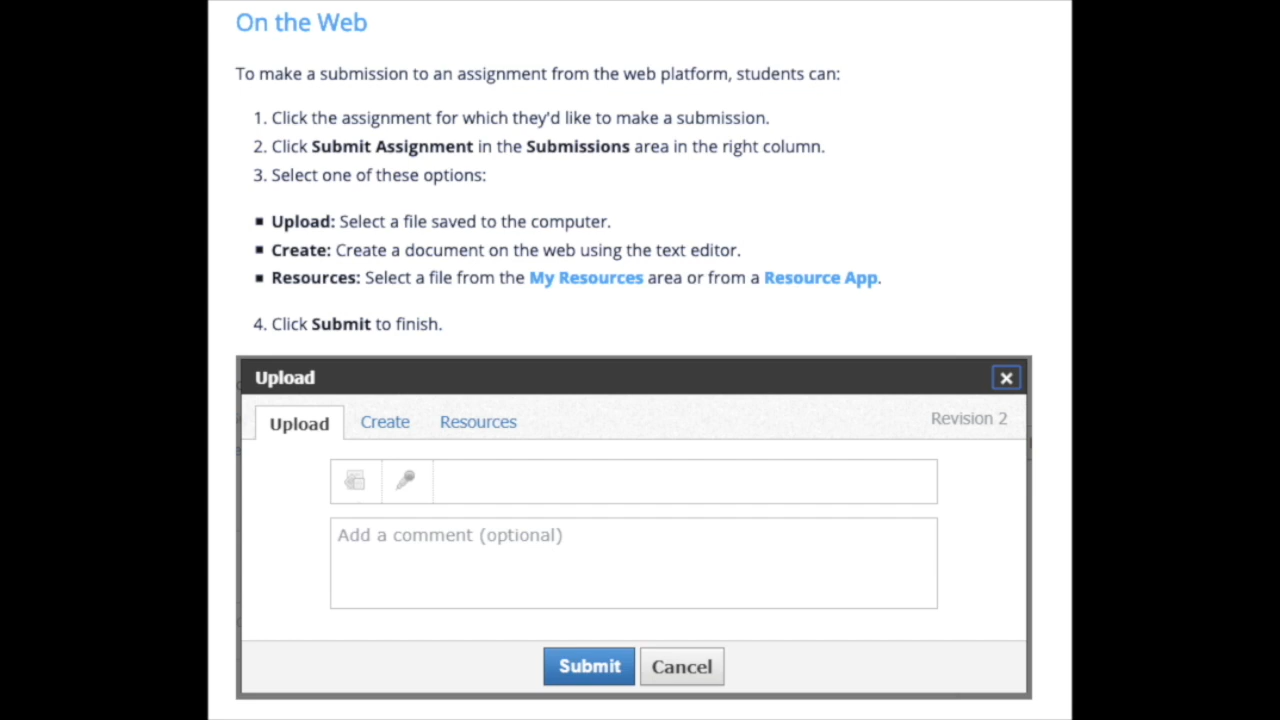 On the Web
To make a submission to an assignment from the web platform, students can:
1. Click the assignment for which they'd like to make a submission.
2. Click Submit Assignment in the Submissions area in the right column.
3. Select one of these options:
▪ Upload: Select a file saved to the computer.
▪ Create: Create a document on the web using the text editor.
▪ Resources: Select a file from the My Resources area or from a Resource App.
4. Click Submit to finish.
Upload
Upload Create Resources Revision 2
Add a comment (optional)
Submit Cancel